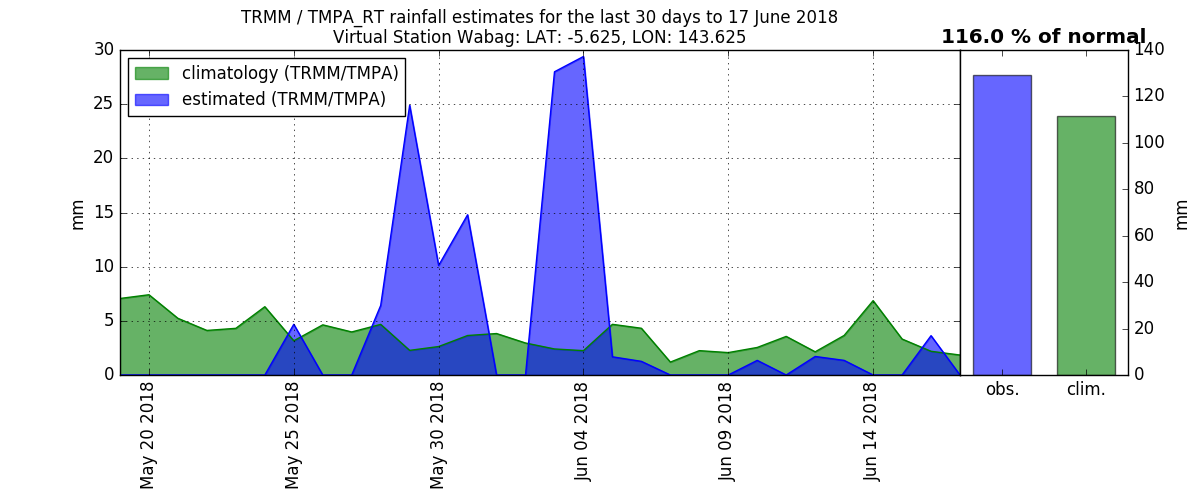 TRMM / TMPA_RT rainfall estimates for the last 30 days to 17 June 2018
Virtual Station Wabag: LAT: -5.625, LON: 143.625
116.0 % of normal
climatology (TRMM/TMPA)
estimated (TRMM/TMPA)
30
25
20
15
10
5
0
mm
May 20 2018
May 25 2018
May 30 2018
Jun 04 2018
Jun 09 2018
Jun 14 2018
obs.
clim.
140
120
100
80
60
40
20
0
mm